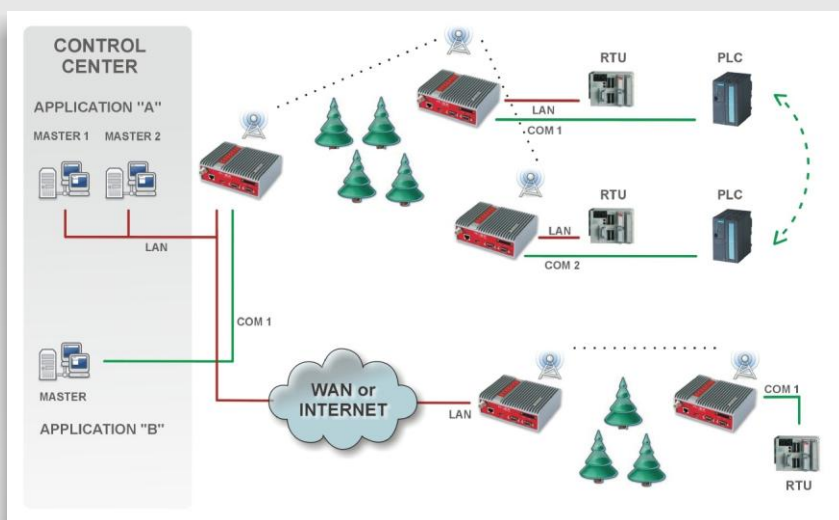 CONTROL
CENTER
APPLICATION "A"
MASTER 1
MASTER 2
LAN
COM 1
MASTER
APPLICATION "B"
RTU
PLC
LAN
COM 1
RTU
PLC
LAN
COM 2
WAN or
INTERNET
LAN
COM 1
RTU